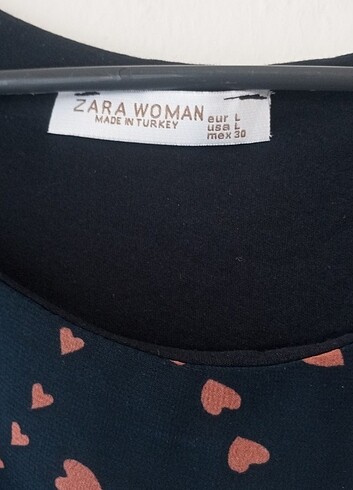 ZARA WOMAN
MADE IN TURKEY
eur L
usa L
mex 30